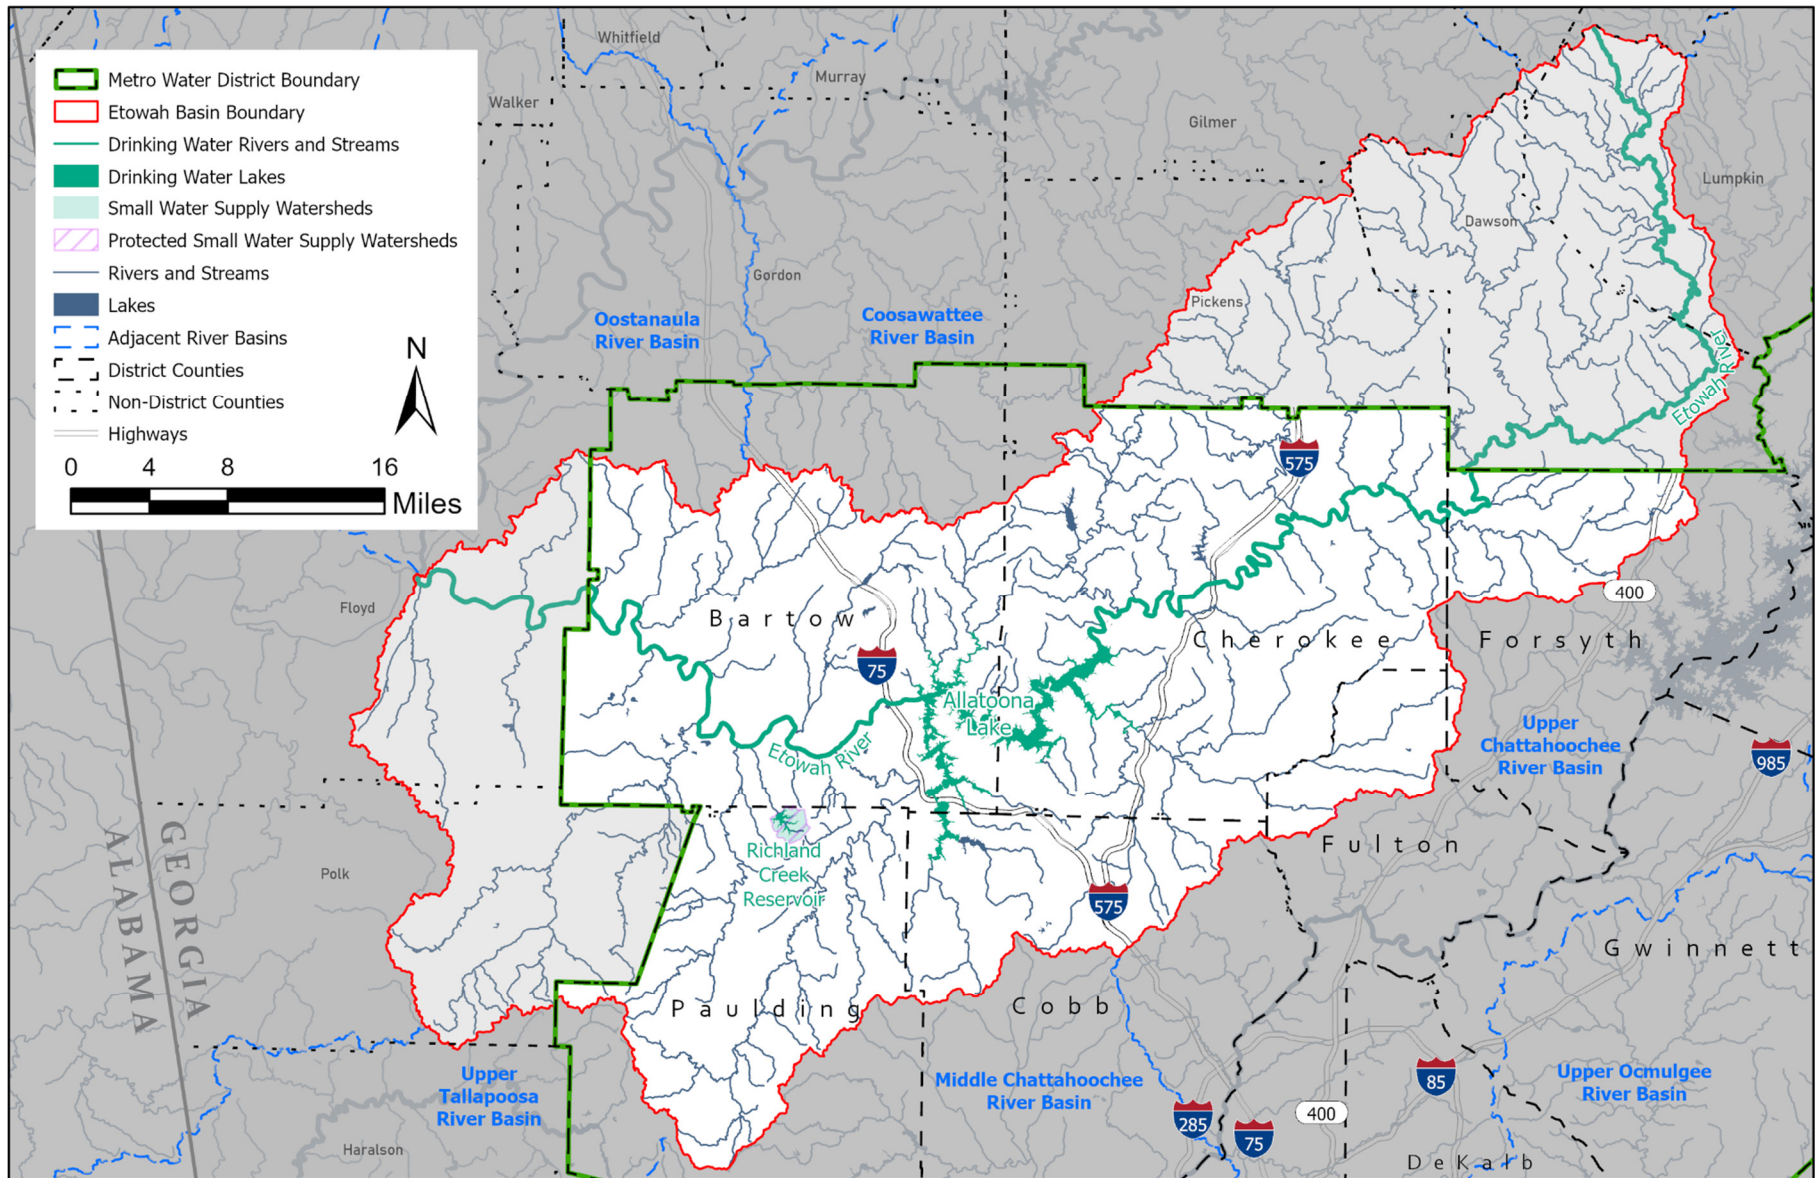 Metro Water District Boundary
Etowah Basin Boundary
Drinking Water Rivers and Streams
Drinking Water Lakes
Small Water Supply Watersheds
Protected Small Water Supply Watersheds
Rivers and Streams
Lakes
Adjacent River Basins
District Counties
Non-District Counties
Highways
N
0 4 8 16
Miles
Whitfield
Murray
Walker
Gilmer
Lumpkin
Dawson
Gordon
Pickens
Oostanaula
River Basin
Coosawattee
River Basin
Etowah River
575
400
Floyd
Bartow
Cherokee
Forsyth
75
Allatoona
Lake
Etowah River
Upper
Chattahoochee
River Basin
985
GEORGIA
ALABAMA
Richland
Creek
Reservoir
Fulton
Polk
575
Gwinnett
Paulding
Cobb
Upper
Tallapoosa
River Basin
Middle Chattahoochee
River Basin
85
Upper Ocmulgee
River Basin
285
75
400
Haralson
DeKalb